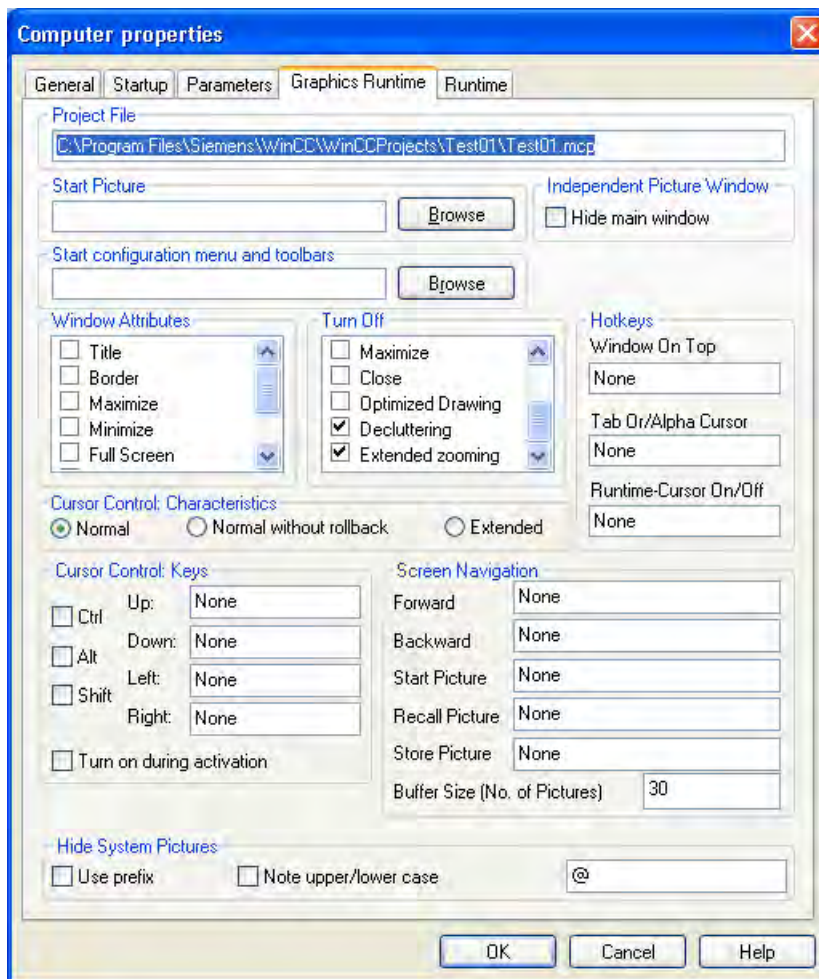 Computer properties
General Startup Parameters Graphics Runtime Runtime
Project File
C:\Program Files\Siemens\WinCC\WinCCProjects\Test01\Test01.mcp
Start Picture
Browse
Independent Picture Window
Hide main window
Start configuration menu and toolbars
Browse
Window Attributes
Title
Border
Maximize
Minimize
Full Screen
Turn Off
Maximize
Close
Optimized Drawing
Decluttering
Extended zooming
Hotkeys
Window On Top
None
Tab Or/Alpha Cursor
None
Runtime-Cursor On/Off
None
Cursor Control: Characteristics
Normal Normal without rollback Extended
Cursor Control: Keys
Ctrl
Alt
Shift
Up: None
Down: None
Left: None
Right: None
Turn on during activation
Screen Navigation
Forward None
Backward None
Start Picture None
Recall Picture None
Store Picture None
Buffer Size (No. of Pictures) 30
Hide System Pictures
Use prefix Note upper/lower case @
OK Cancel Help